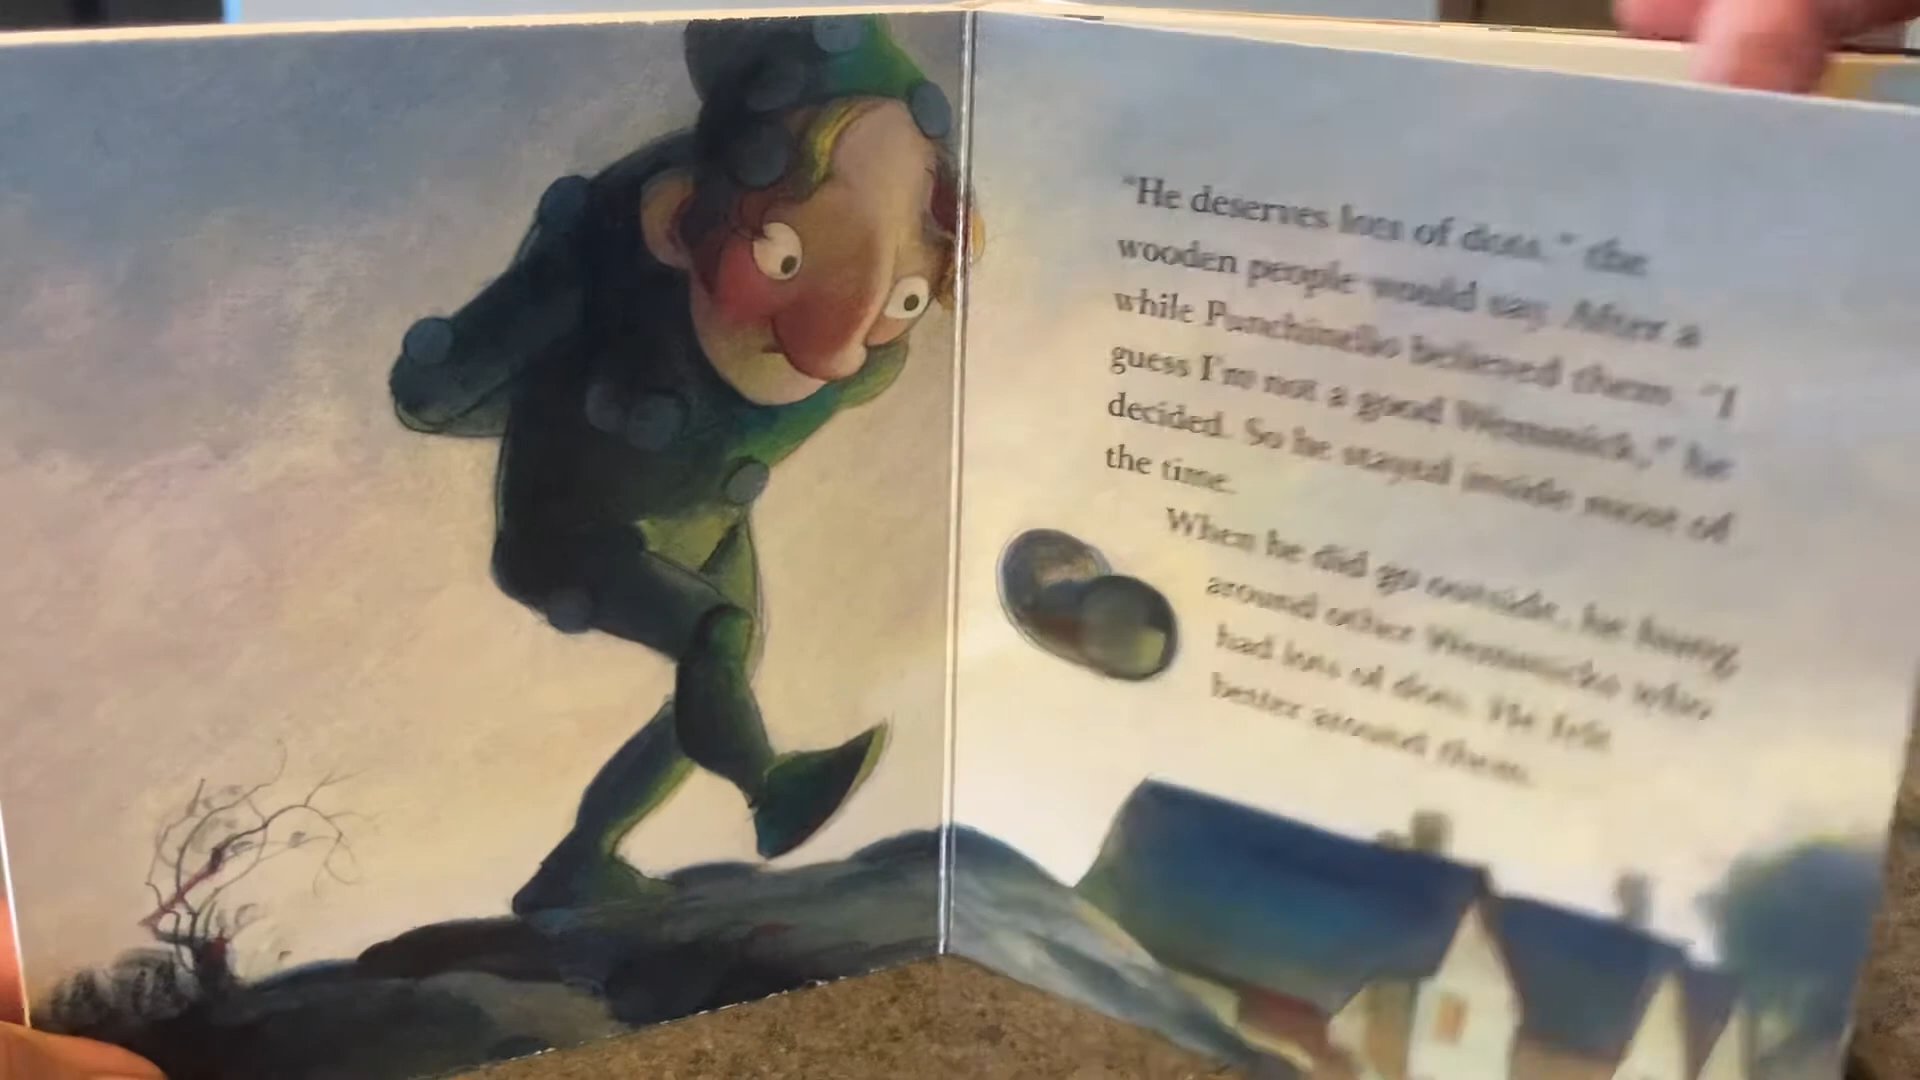 "He deserves lots of dots," the
wooden people would say. After a
while Punchinello believed them. "I
guess I'm not a good Wemmick," he
decided. So he stayed inside most of
the time.
When he did go outside, he hung
around other Wemmicks who
had lots of dots. He felt
better around them.